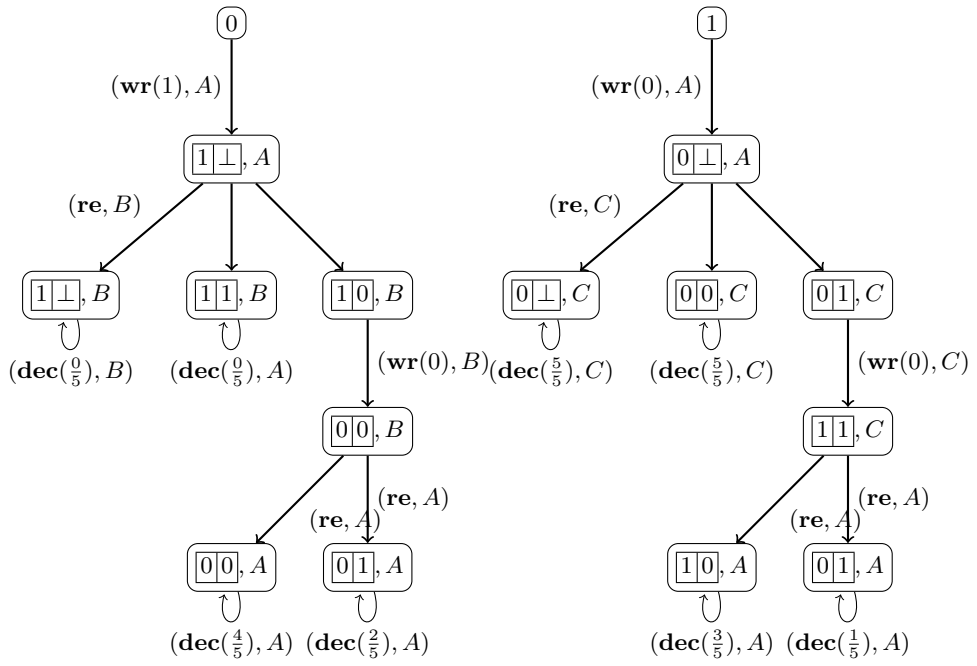 0 1
(wr(1), A) (wr(0), A)
1 ⊥, A 0 ⊥, A
(re, B) (re, C)
1 ⊥, B 1 1, B 1 0, B 0 ⊥, C 0 0, C 0 1, C
(wr(0), B) (wr(0), C)
(dec(0/5), B) (dec(0/5), A) (dec(5/5), C) (dec(5/5), C)
0 0, B 1 1, C
(re, A) (re, A)
(re, A) (re, A)
0 0, A 0 1, A 1 0, A 0 1, A
(dec(4/5), A) (dec(2/5), A) (dec(3/5), A) (dec(1/5), A)